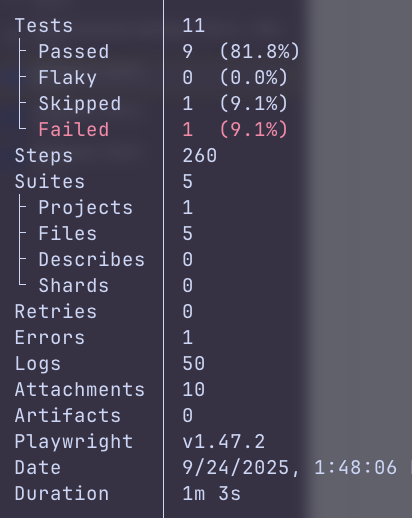 Tests 11
Passed 9 (81.8%)
Flaky 0 (0.0%)
Skipped 1 (9.1%)
Failed 1 (9.1%)
Steps 260
Suites 5
Projects 1
Files 5
Describes 0
Shards 0
Retries 0
Errors 1
Logs 50
Attachments 10
Artifacts 0
Playwright v1.47.2
Date 9/24/2025, 1:48:06
Duration 1m 3s